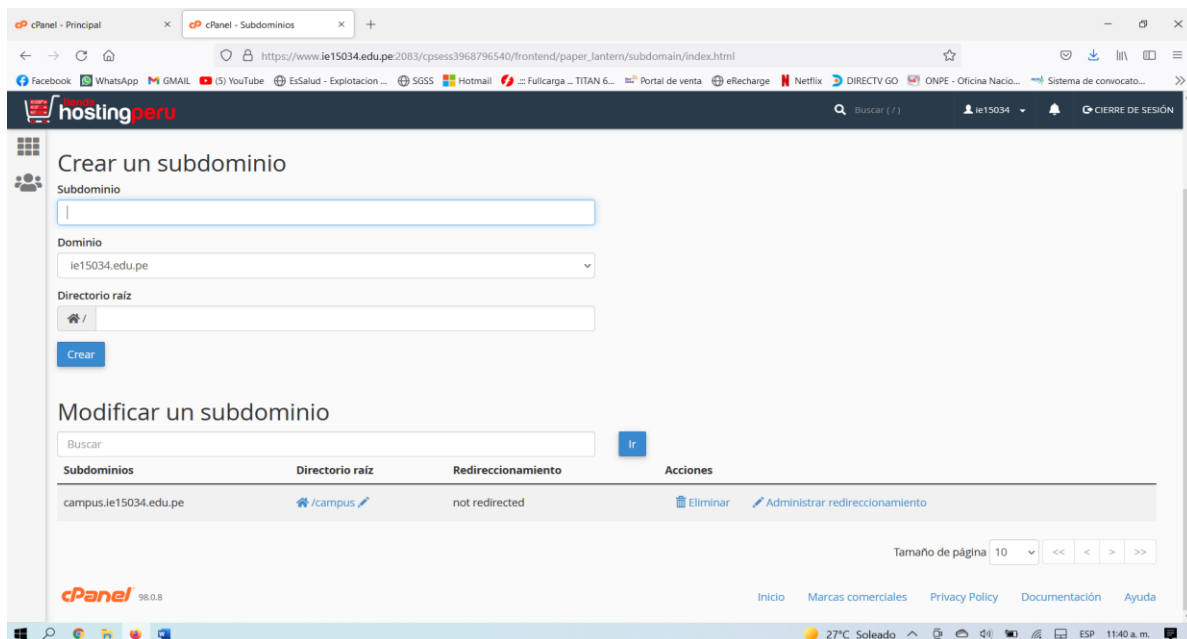 cPanel - Principal
cPanel - Subdominios
https://www.ie15034.edu.pe:2083/cpsess3968796540/frontend/paper_lantern/subdomain/index.html
Facebook WhatsApp GMAIL (5) YouTube EsSalud - Explotacion ... SGSS Hotmail .::: Fullcarga ... TITAN 6... Portal de venta eRecharge Netflix DIRECTV GO ONPE - Oficina Nacio... Sistema de convocato...
tienda
hostingperu
Buscar ( / )
ie15034
CIERRE DE SESIÓN
Crear un subdominio
Subdominio
Dominio
ie15034.edu.pe
Directorio raíz
/
Crear
Modificar un subdominio
Buscar
Ir
Subdominios Directorio raíz Redireccionamiento Acciones
campus.ie15034.edu.pe /campus not redirected Eliminar Administrar redireccionamiento
Tamaño de página 10 << < > >>
cPanel 98.0.8
Inicio Marcas comerciales Privacy Policy Documentación Ayuda
27°C Soleado ESP 11:40 a. m.